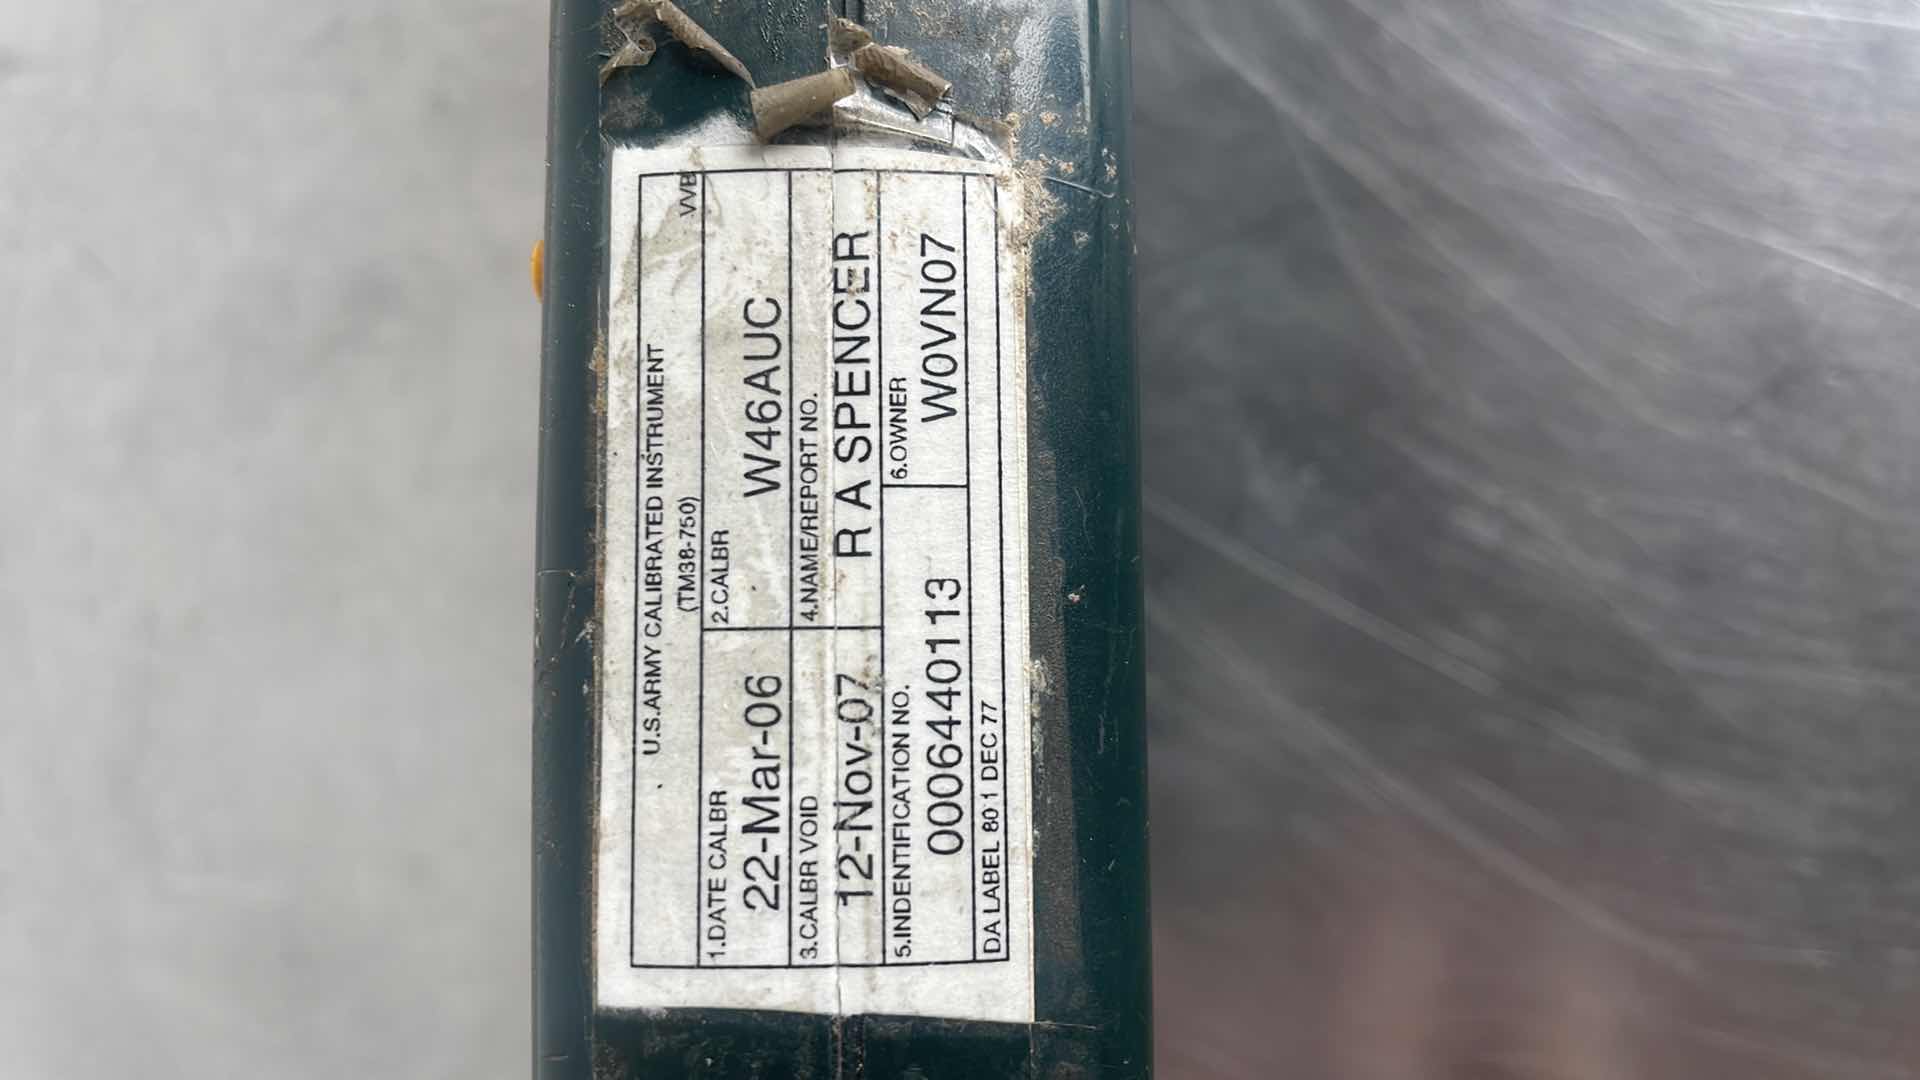 U.S.ARMY CALIBRATED INSTRUMENT
(TM38-750)
1.DATE CALBR
22-Mar-06
2.CALBR
W46AUC
3.CALBR VOID
12-Nov-07
4.NAME/REPORT NO.
R A SPENCER
5.INDENTIFICATION NO.
0006440113
6.OWNER
W0VN07
DA LABEL 80 1 DEC 77